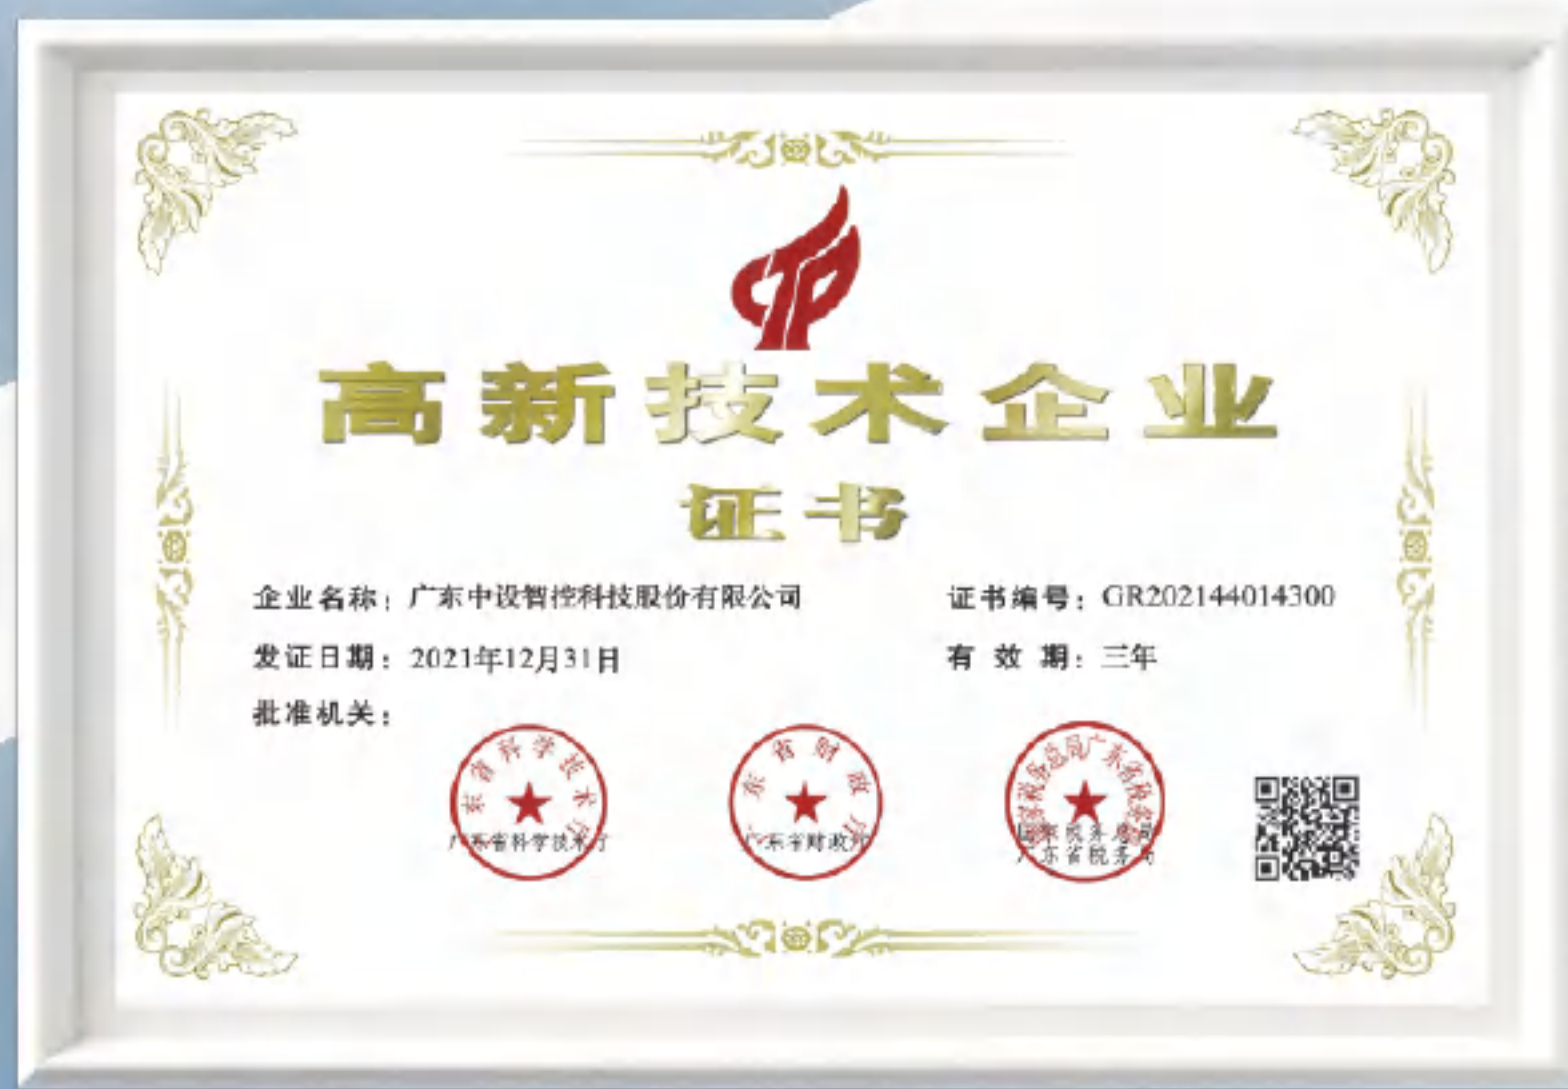 高新技术企业
证书
企业名称：广东中设智控科技股份有限公司
证书编号：GR202144014300
发证日期：2021年12月31日
有 效 期：三年
批准机关：
广东省科学技术厅
广东省财政厅
国家税务总局
广东省税务局